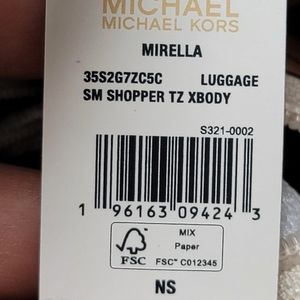 MICHAEL
MICHAEL KORS
MIRELLA
35S2G7ZC5C LUGGAGE
SM SHOPPER TZ XBODY
S321-0002
1 96163 09424 3
FSC
MIX
Paper
FSC™ C012345
NS